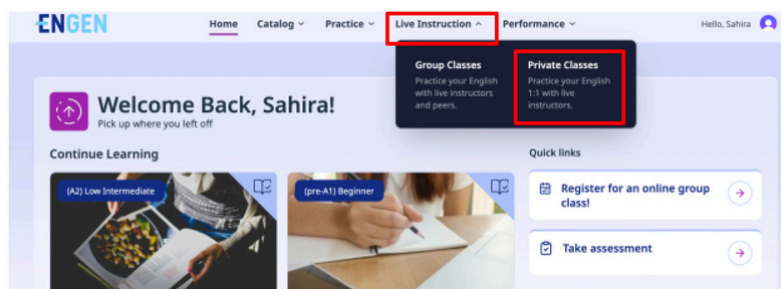 ENGEN
Home Catalog Practice Live Instruction Performance
Hello, Sahira
Group Classes
Practice your English
with live instructors
and peers.
Private Classes
Practice your English
1:1 with live
instructors.
Welcome Back, Sahira!
Pick up where you left off
Continue Learning
(A2) Low Intermediate
(pre-A1) Beginner
Quick links
Register for an online group
class!
Take assessment